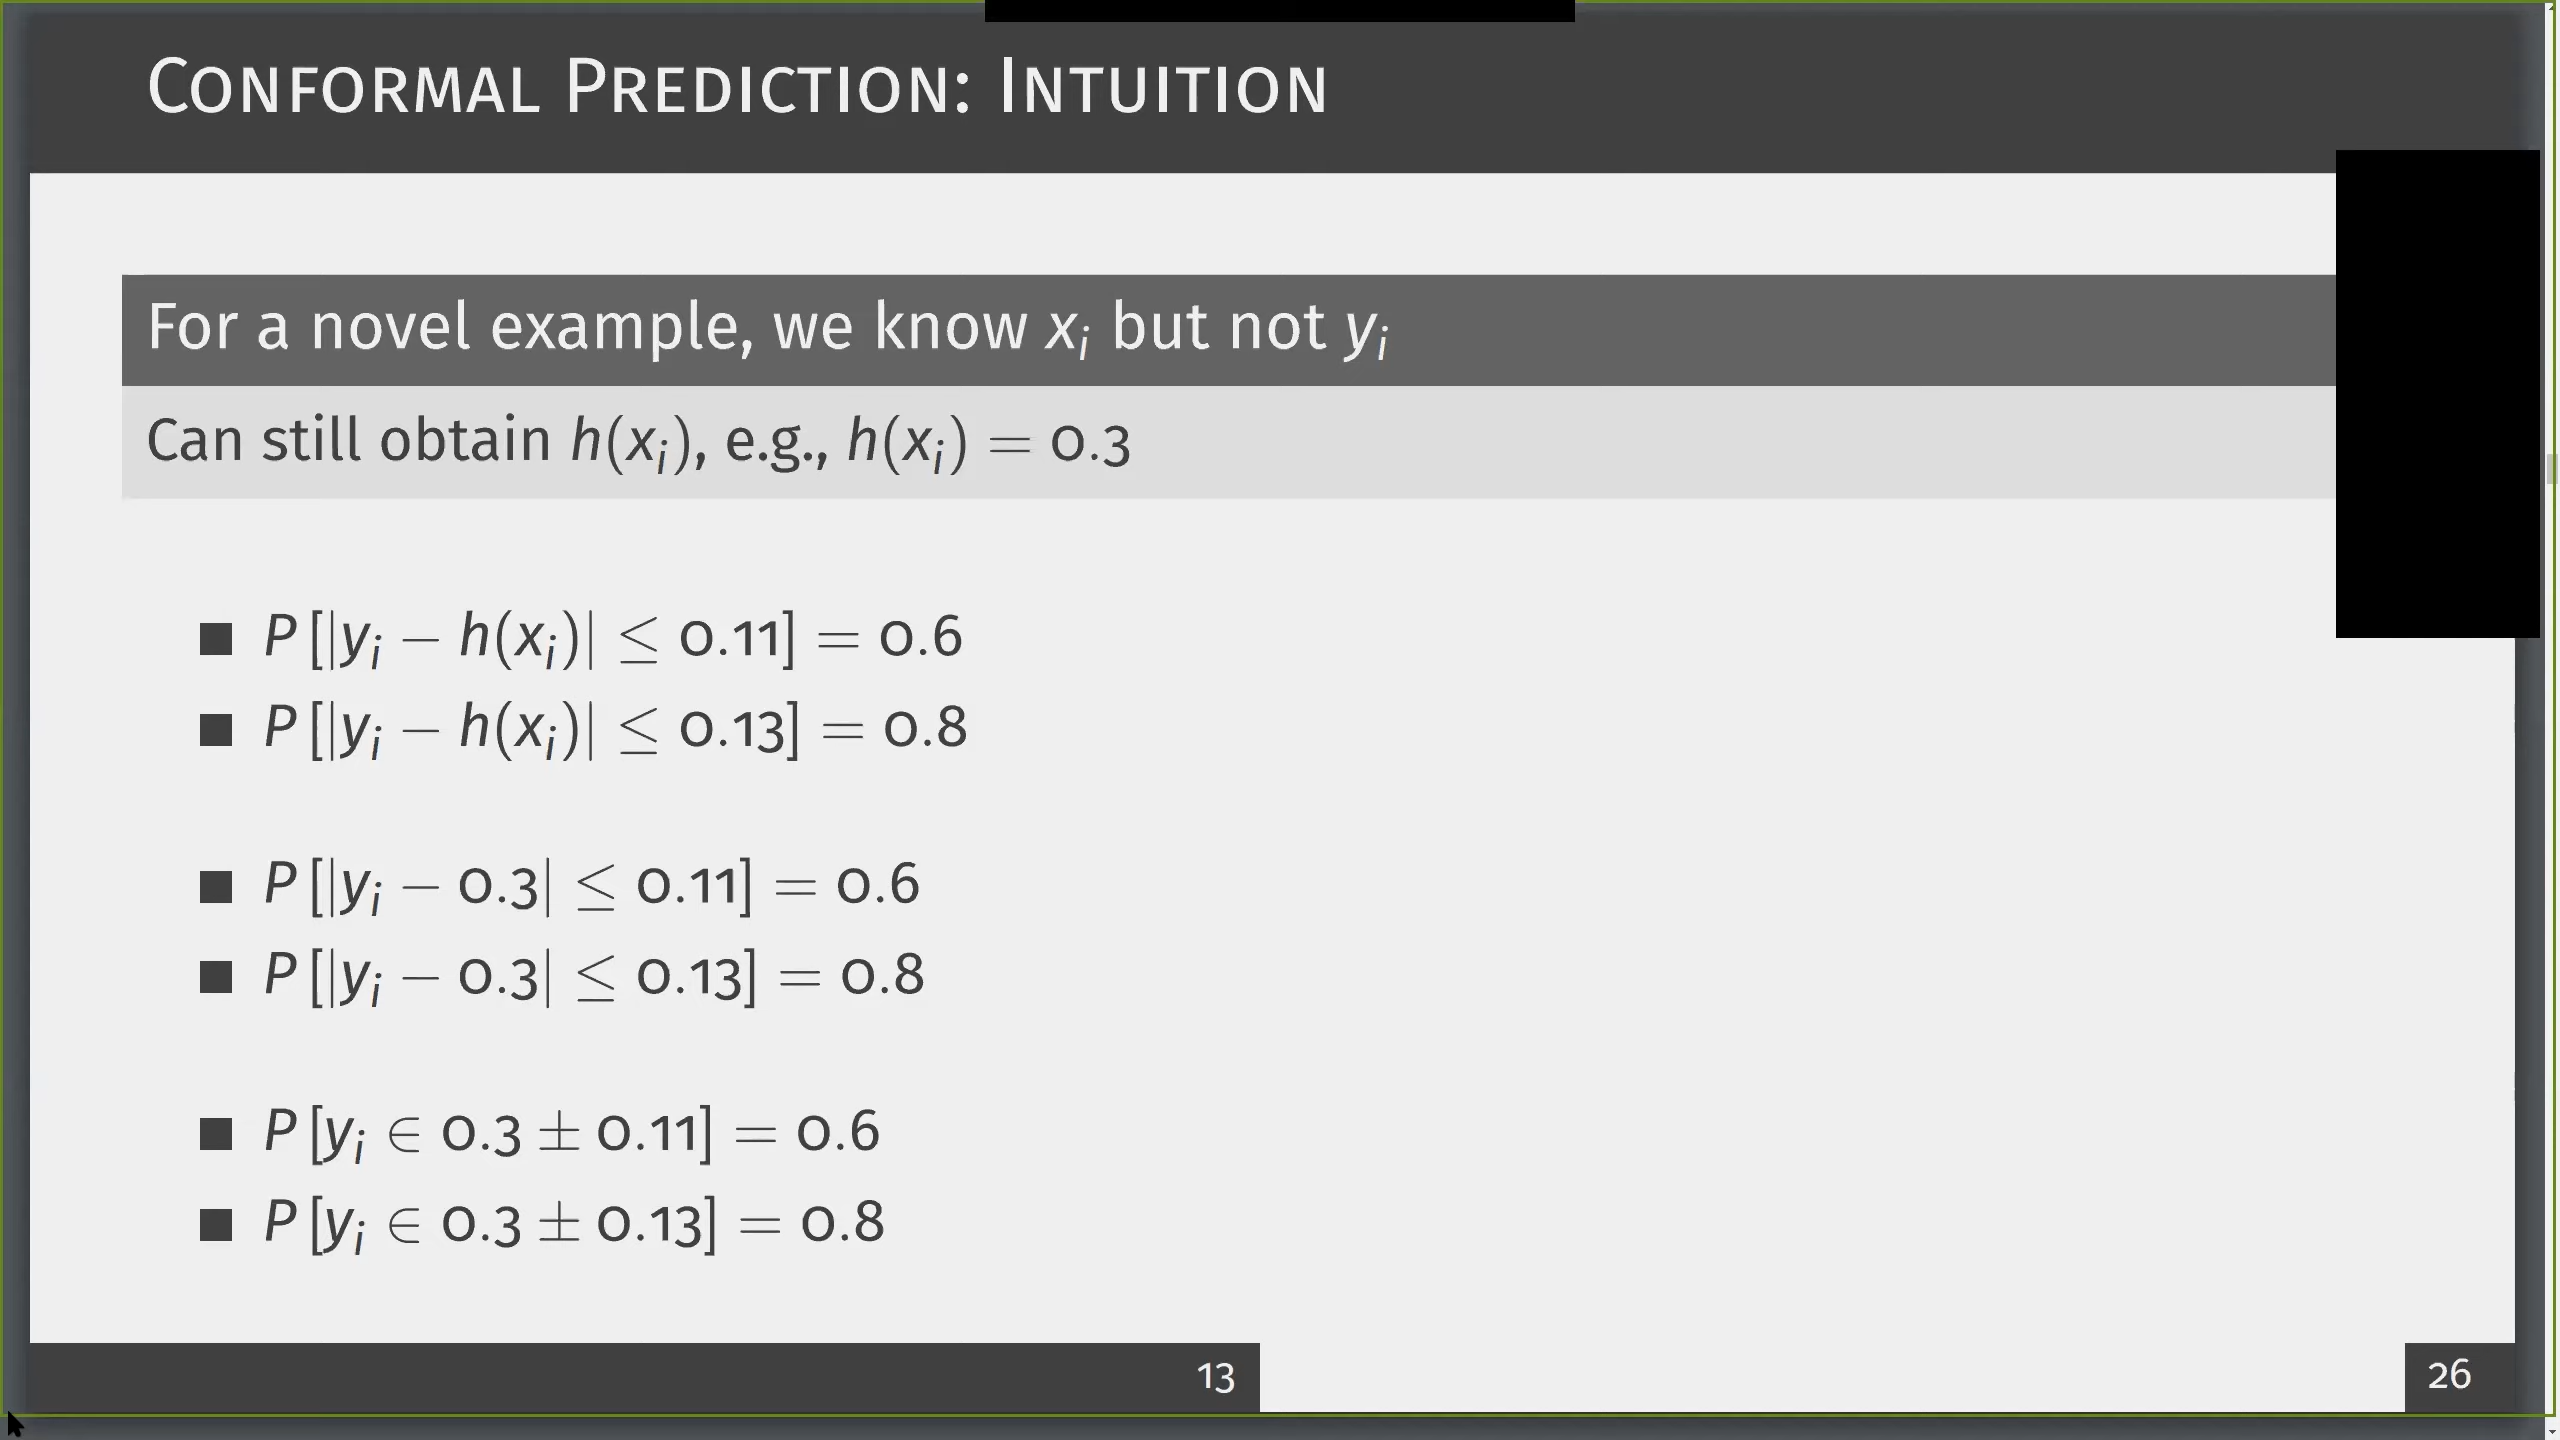 Conformal Prediction: Intuition
For a novel example, we know xᵢ but not yᵢ
Can still obtain h(xᵢ), e.g., h(xᵢ) = 0.3
■ P[|yᵢ − h(xᵢ)| ≤ 0.11] = 0.6
■ P[|yᵢ − h(xᵢ)| ≤ 0.13] = 0.8
■ P[|yᵢ − 0.3| ≤ 0.11] = 0.6
■ P[|yᵢ − 0.3| ≤ 0.13] = 0.8
■ P[yᵢ ∈ 0.3 ± 0.11] = 0.6
■ P[yᵢ ∈ 0.3 ± 0.13] = 0.8
13
26